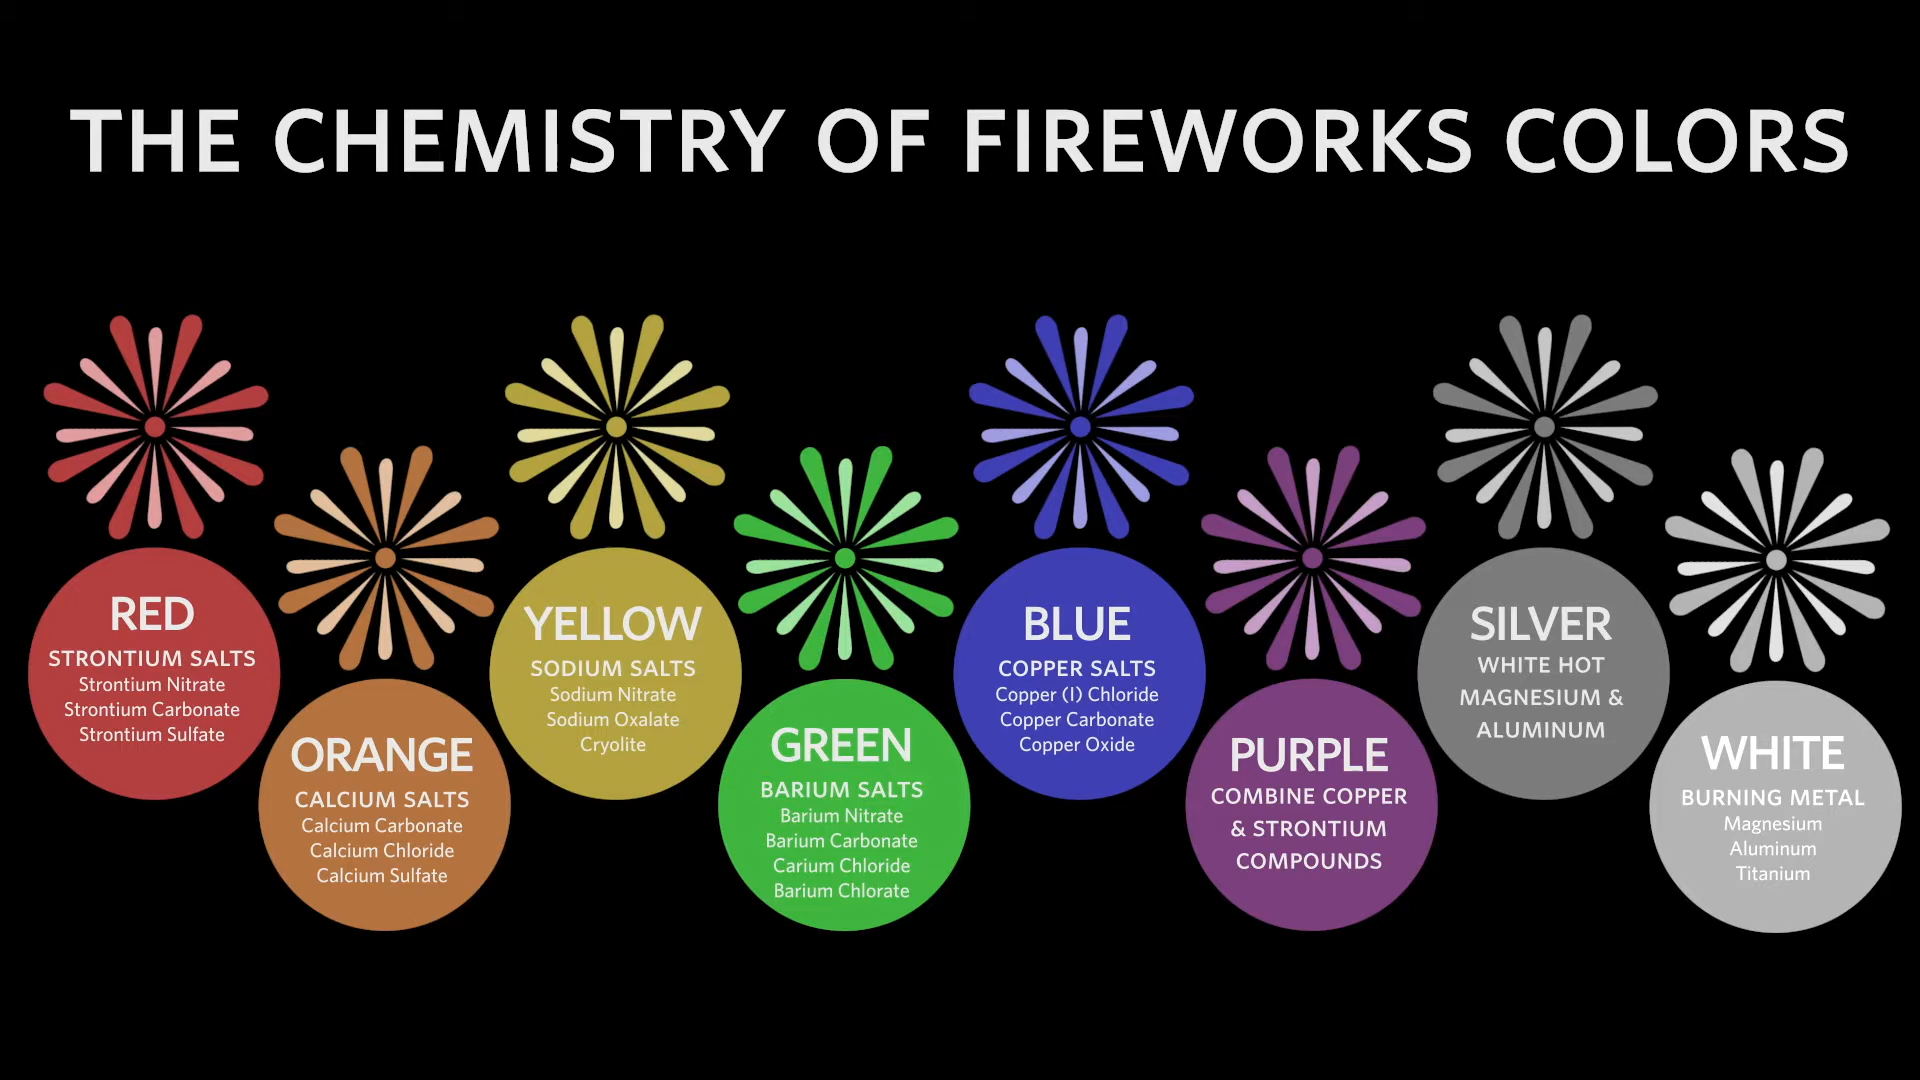 THE CHEMISTRY OF FIREWORKS COLORS
RED
STRONTIUM SALTS
Strontium Nitrate
Strontium Carbonate
Strontium Sulfate
ORANGE
CALCIUM SALTS
Calcium Carbonate
Calcium Chloride
Calcium Sulfate
YELLOW
SODIUM SALTS
Sodium Nitrate
Sodium Oxalate
Cryolite
GREEN
BARIUM SALTS
Barium Nitrate
Barium Carbonate
Carium Chloride
Barium Chlorate
BLUE
COPPER SALTS
Copper (I) Chloride
Copper Carbonate
Copper Oxide
PURPLE
COMBINE COPPER
& STRONTIUM
COMPOUNDS
SILVER
WHITE HOT
MAGNESIUM &
ALUMINUM
WHITE
BURNING METAL
Magnesium
Aluminum
Titanium